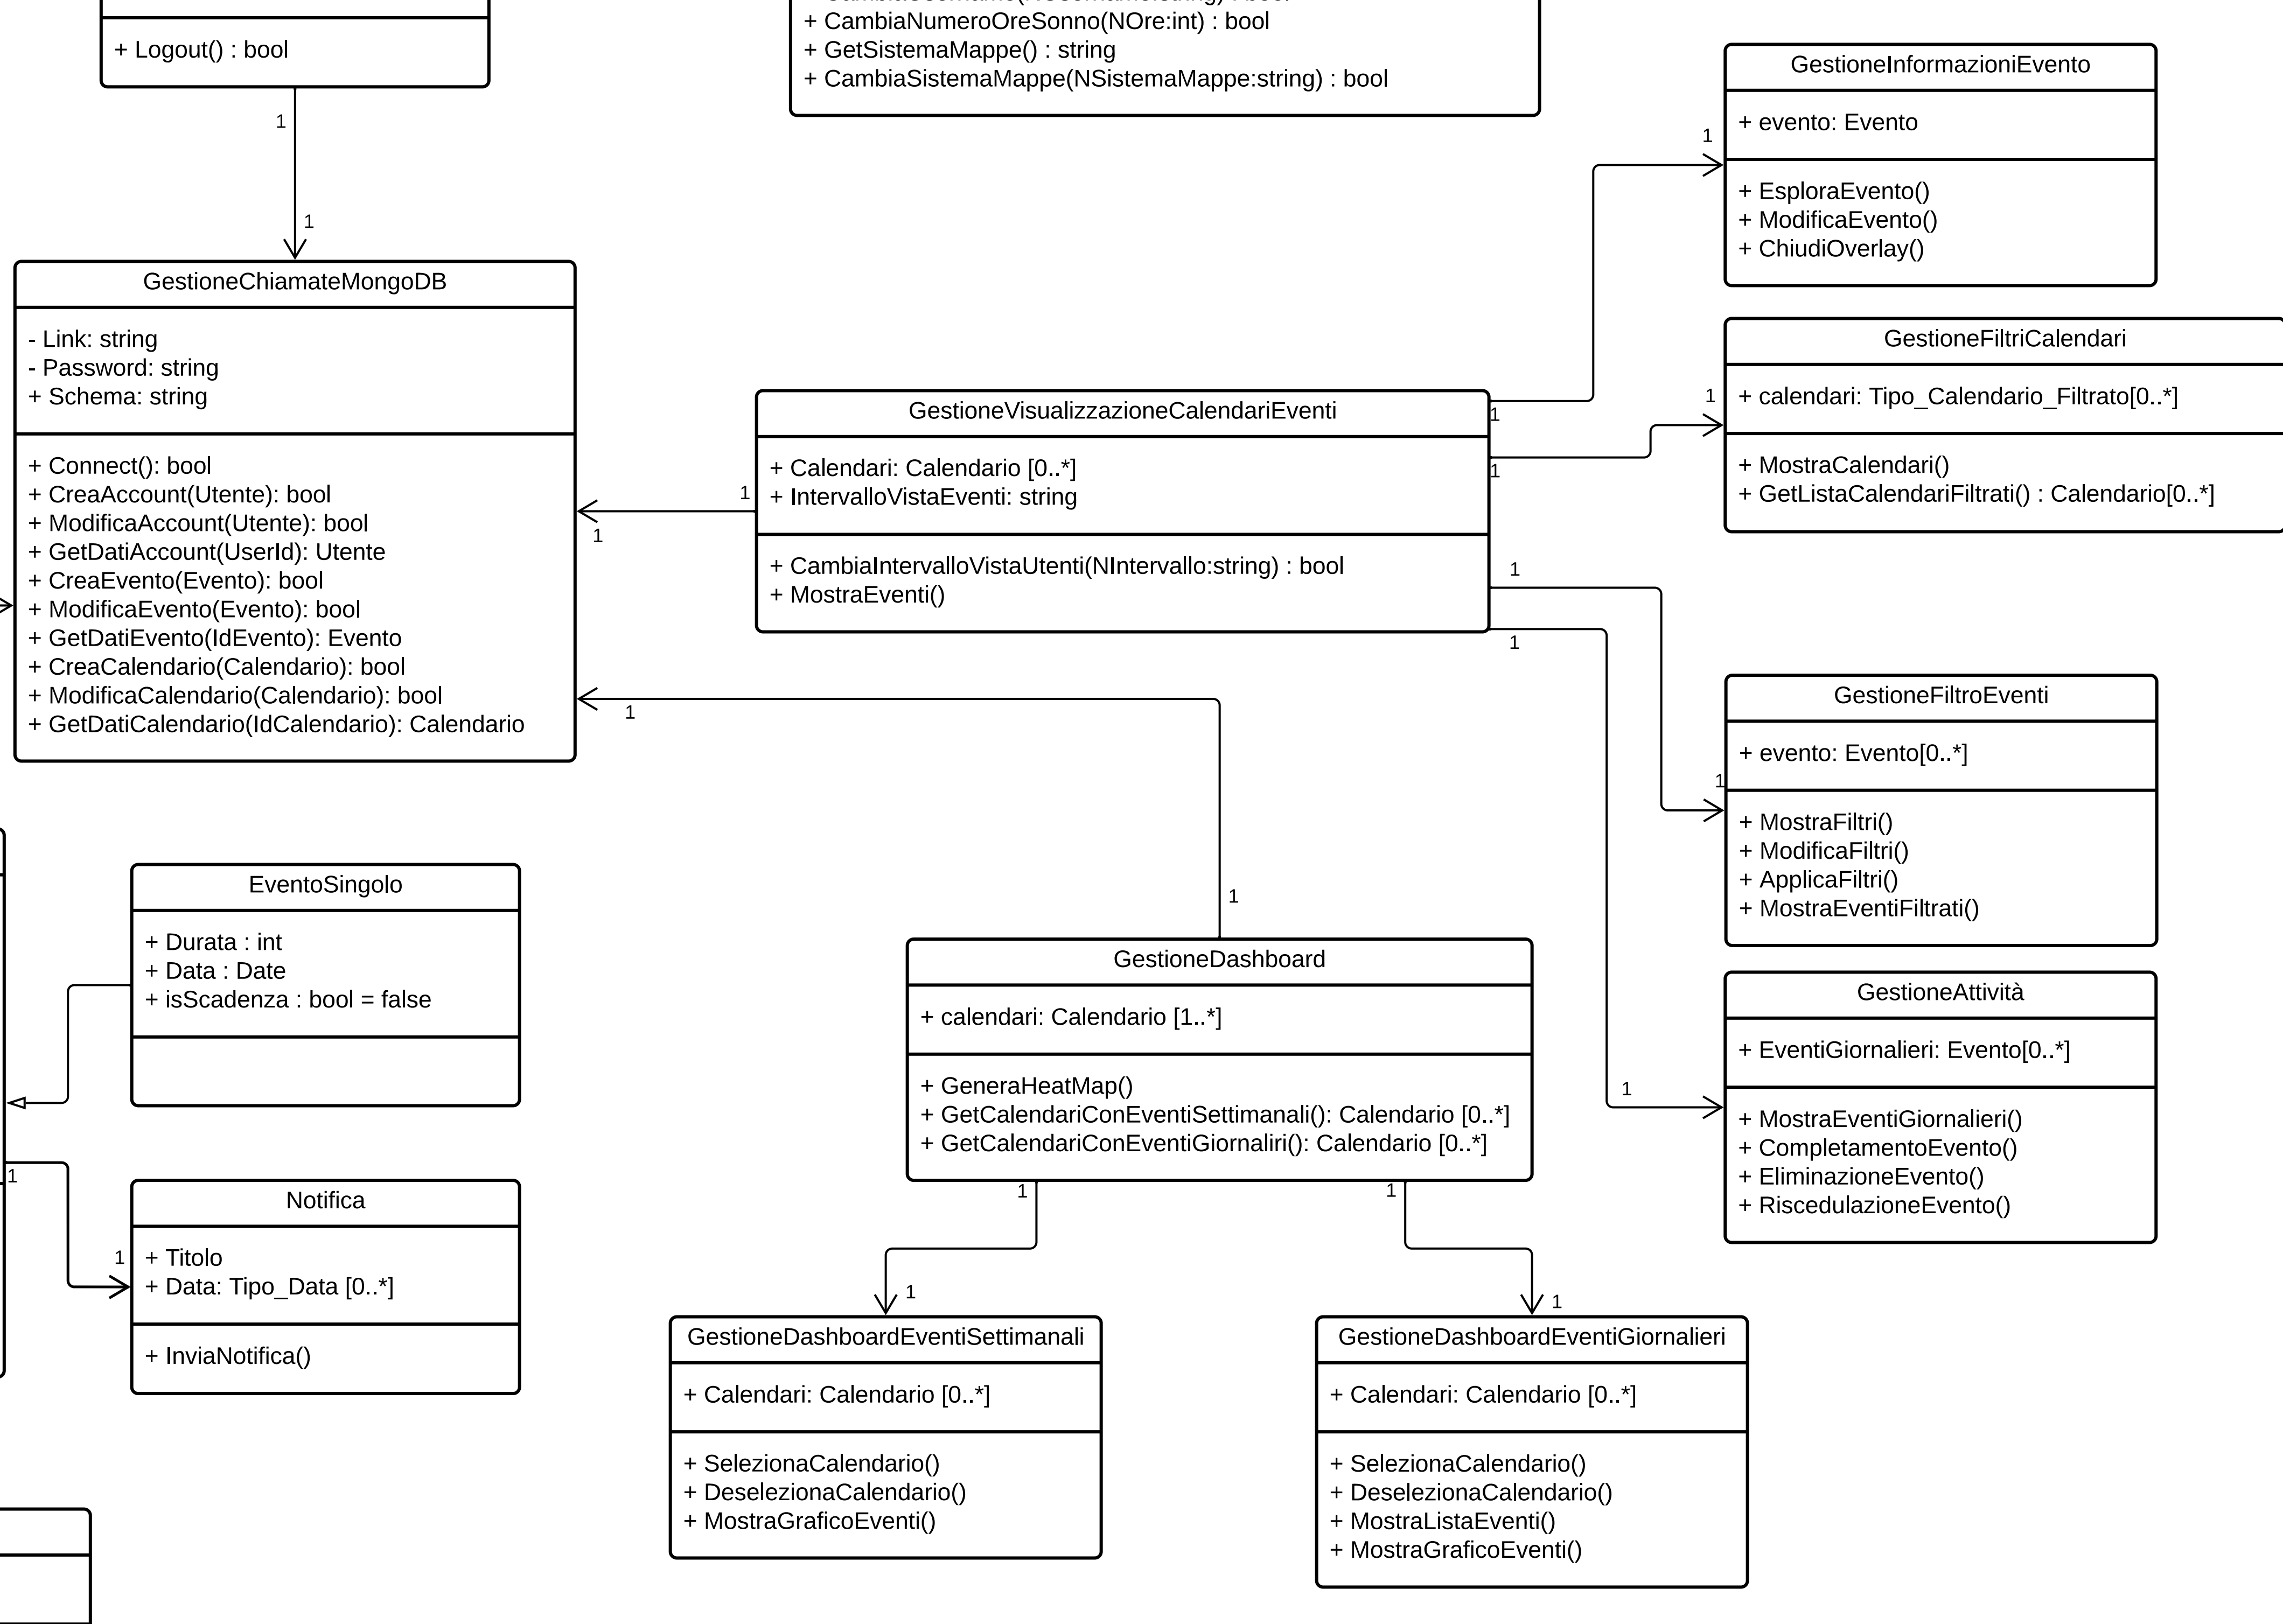 + Logout() : bool
+ CambiaNumeroOreSonno(NOre:int) : bool
+ GetSistemaMappe() : string
+ CambiaSistemaMappe(NSistemaMappe:string) : bool
GestioneInformazioniEvento
+ evento: Evento
+ EsploraEvento()
+ ModificaEvento()
+ ChiudiOverlay()
1
1
1
GestioneChiamateMongoDB
- Link: string
- Password: string
+ Schema: string
+ Connect(): bool
+ CreaAccount(Utente): bool
+ ModificaAccount(Utente): bool
+ GetDatiAccount(UserId): Utente
+ CreaEvento(Evento): bool
+ ModificaEvento(Evento): bool
+ GetDatiEvento(IdEvento): Evento
+ CreaCalendario(Calendario): bool
+ ModificaCalendario(Calendario): bool
+ GetDatiCalendario(IdCalendario): Calendario
GestioneFiltriCalendari
+ calendari: Tipo_Calendario_Filtrato[0..*]
+ MostraCalendari()
+ GetListaCalendariFiltrati() : Calendario[0..*]
1
GestioneVisualizzazioneCalendariEventi
+ Calendari: Calendario [0..*]
+ IntervalloVistaEventi: string
+ CambiaIntervalloVistaUtenti(NIntervallo:string) : bool
+ MostraEventi()
1
1
1
1
1
1
1
1
GestioneFiltroEventi
+ evento: Evento[0..*]
+ MostraFiltri()
+ ModificaFiltri()
+ ApplicaFiltri()
+ MostraEventiFiltrati()
1
EventoSingolo
+ Durata : int
+ Data : Date
+ isScadenza : bool = false
1
GestioneDashboard
+ calendari: Calendario [1..*]
+ GeneraHeatMap()
+ GetCalendariConEventiSettimanali(): Calendario [0..*]
+ GetCalendariConEventiGiornaliri(): Calendario [0..*]
GestioneAttività
+ EventiGiornalieri: Evento[0..*]
+ MostraEventiGiornalieri()
+ CompletamentoEvento()
+ EliminazioneEvento()
+ RiscedulazioneEvento()
1
1
1
Notifica
+ Titolo
+ Data: Tipo_Data [0..*]
+ InviaNotifica()
1
1
1
1
GestioneDashboardEventiSettimanali
+ Calendari: Calendario [0..*]
+ SelezionaCalendario()
+ DeselezionaCalendario()
+ MostraGraficoEventi()
GestioneDashboardEventiGiornalieri
+ Calendari: Calendario [0..*]
+ SelezionaCalendario()
+ DeselezionaCalendario()
+ MostraListaEventi()
+ MostraGraficoEventi()